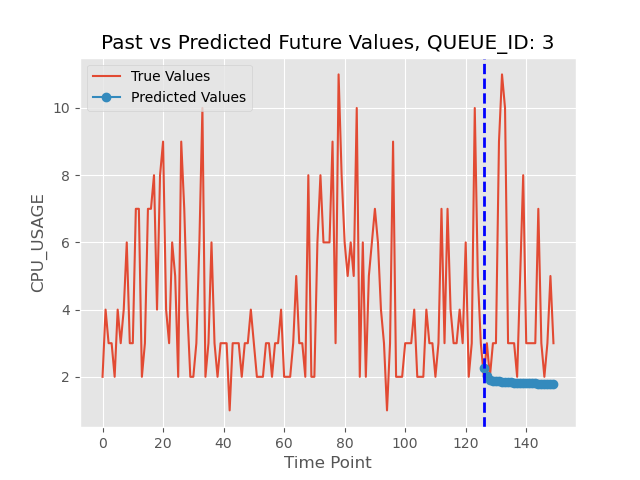 Past vs Predicted Future Values, QUEUE_ID: 3
True Values
Predicted Values
CPU_USAGE
10
8
6
4
2
0
20
40
60
80
100
120
140
Time Point